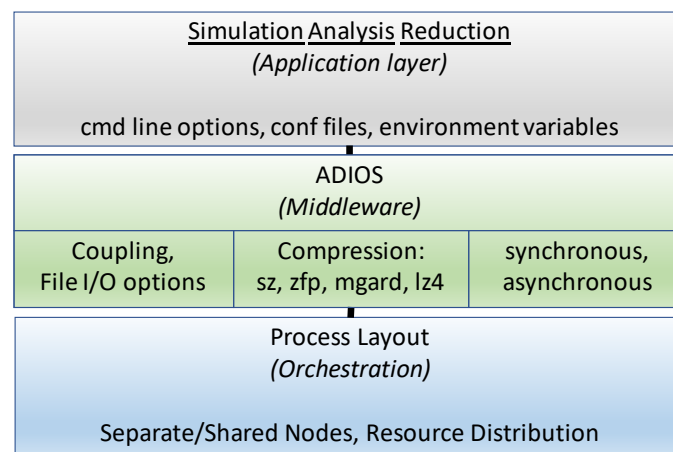 Simulation Analysis Reduction
(Application layer)
cmd line options, conf files, environment variables
ADIOS
(Middleware)
Coupling,
File I/O options
Compression:
sz, zfp, mgard, lz4
synchronous,
asynchronous
Process Layout
(Orchestration)
Separate/Shared Nodes, Resource Distribution